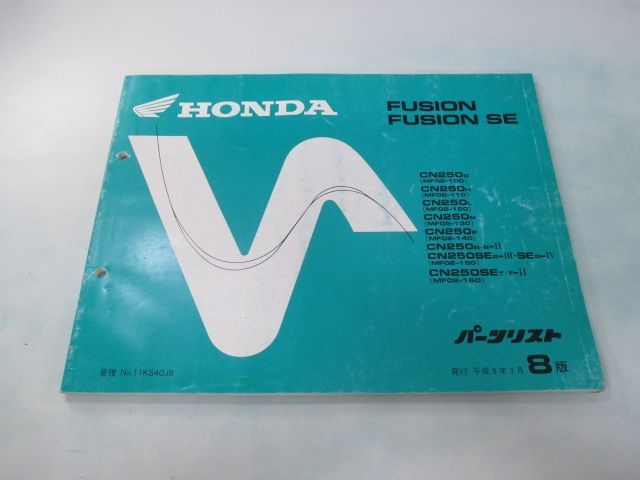 HONDA
FUSION
FUSION SE
CN250G
(MF02-100)
CN250H
(MF02-110)
CN250L
(MF02-120)
CN250N
(MF02-130)
CN250P
(MF02-140)
CN250R·R-II
CN250SER-III·SER-IV
(MF02-150)
CN250SET·T-II
(MF02-160)
パーツリスト
管理 No.11KS4GJ8
発行 平成 8 年 3 月 8版